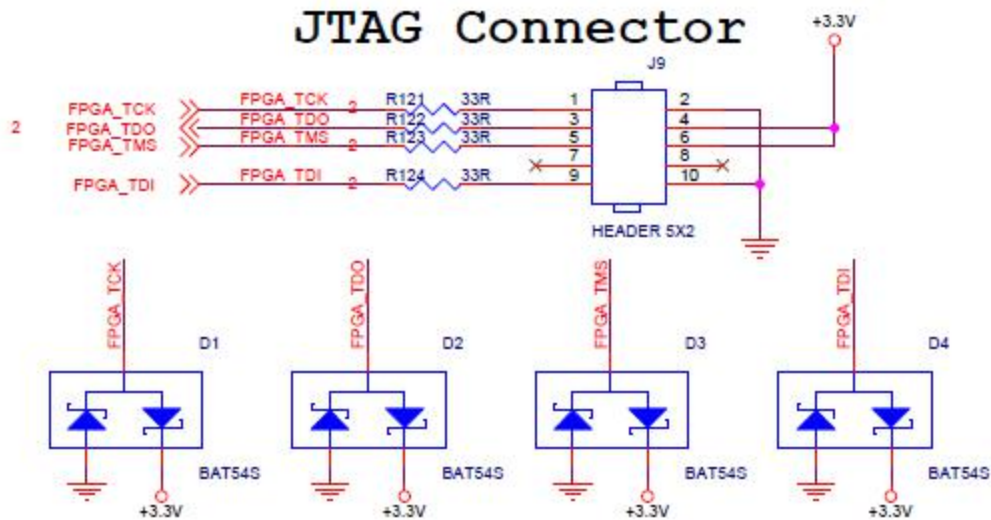 JTAG Connector
+3.3V
J9
FPGA_TCK FPGA_TCK 2 R121 33R 1 2
2 FPGA_TDO FPGA_TDO R122 33R 3 4
FPGA_TMS FPGA_TMS 2 R123 33R 5 6
7 8
FPGA_TDI FPGA_TDI 2 R124 33R 9 10
HEADER 5X2
FPGA_TCK FPGA_TDO FPGA_TMS FPGA_TDI
D1 D2 D3 D4
BAT54S BAT54S BAT54S BAT54S
+3.3V +3.3V +3.3V +3.3V